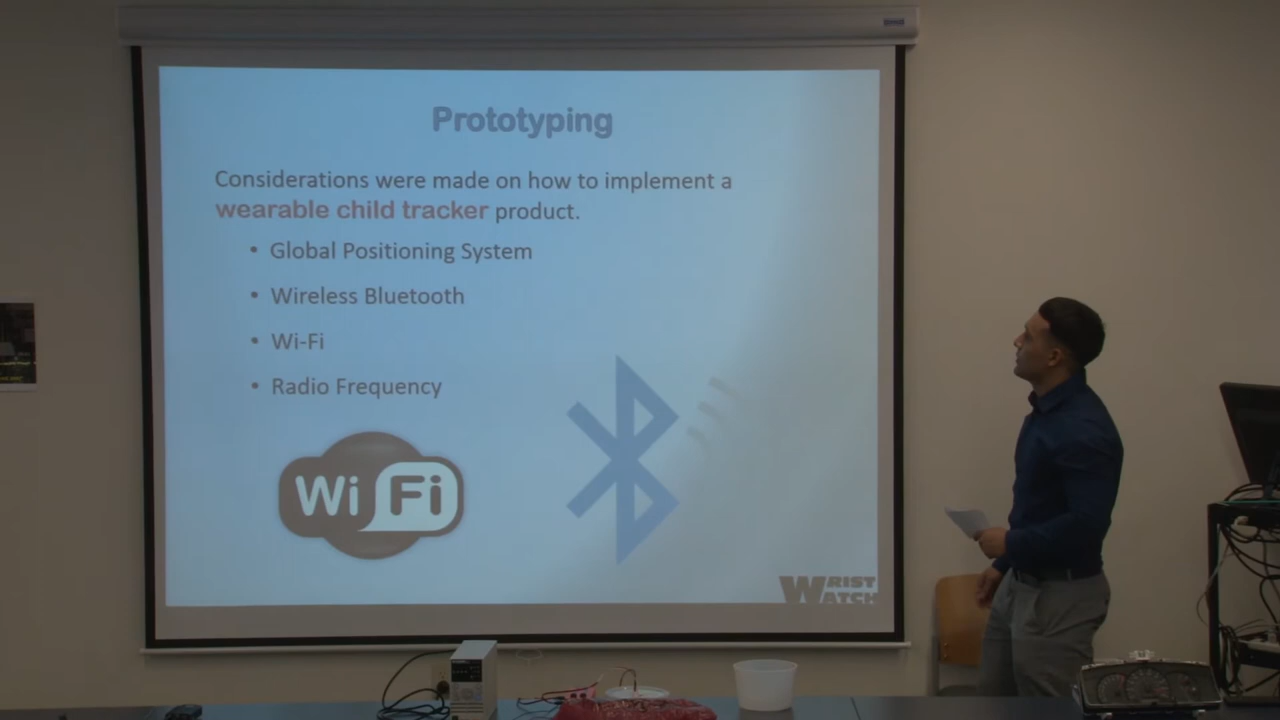 Prototyping
Considerations were made on how to implement a
wearable child tracker product.
• Global Positioning System
• Wireless Bluetooth
• Wi-Fi
• Radio Frequency
Wi Fi
WRIST
WATCH